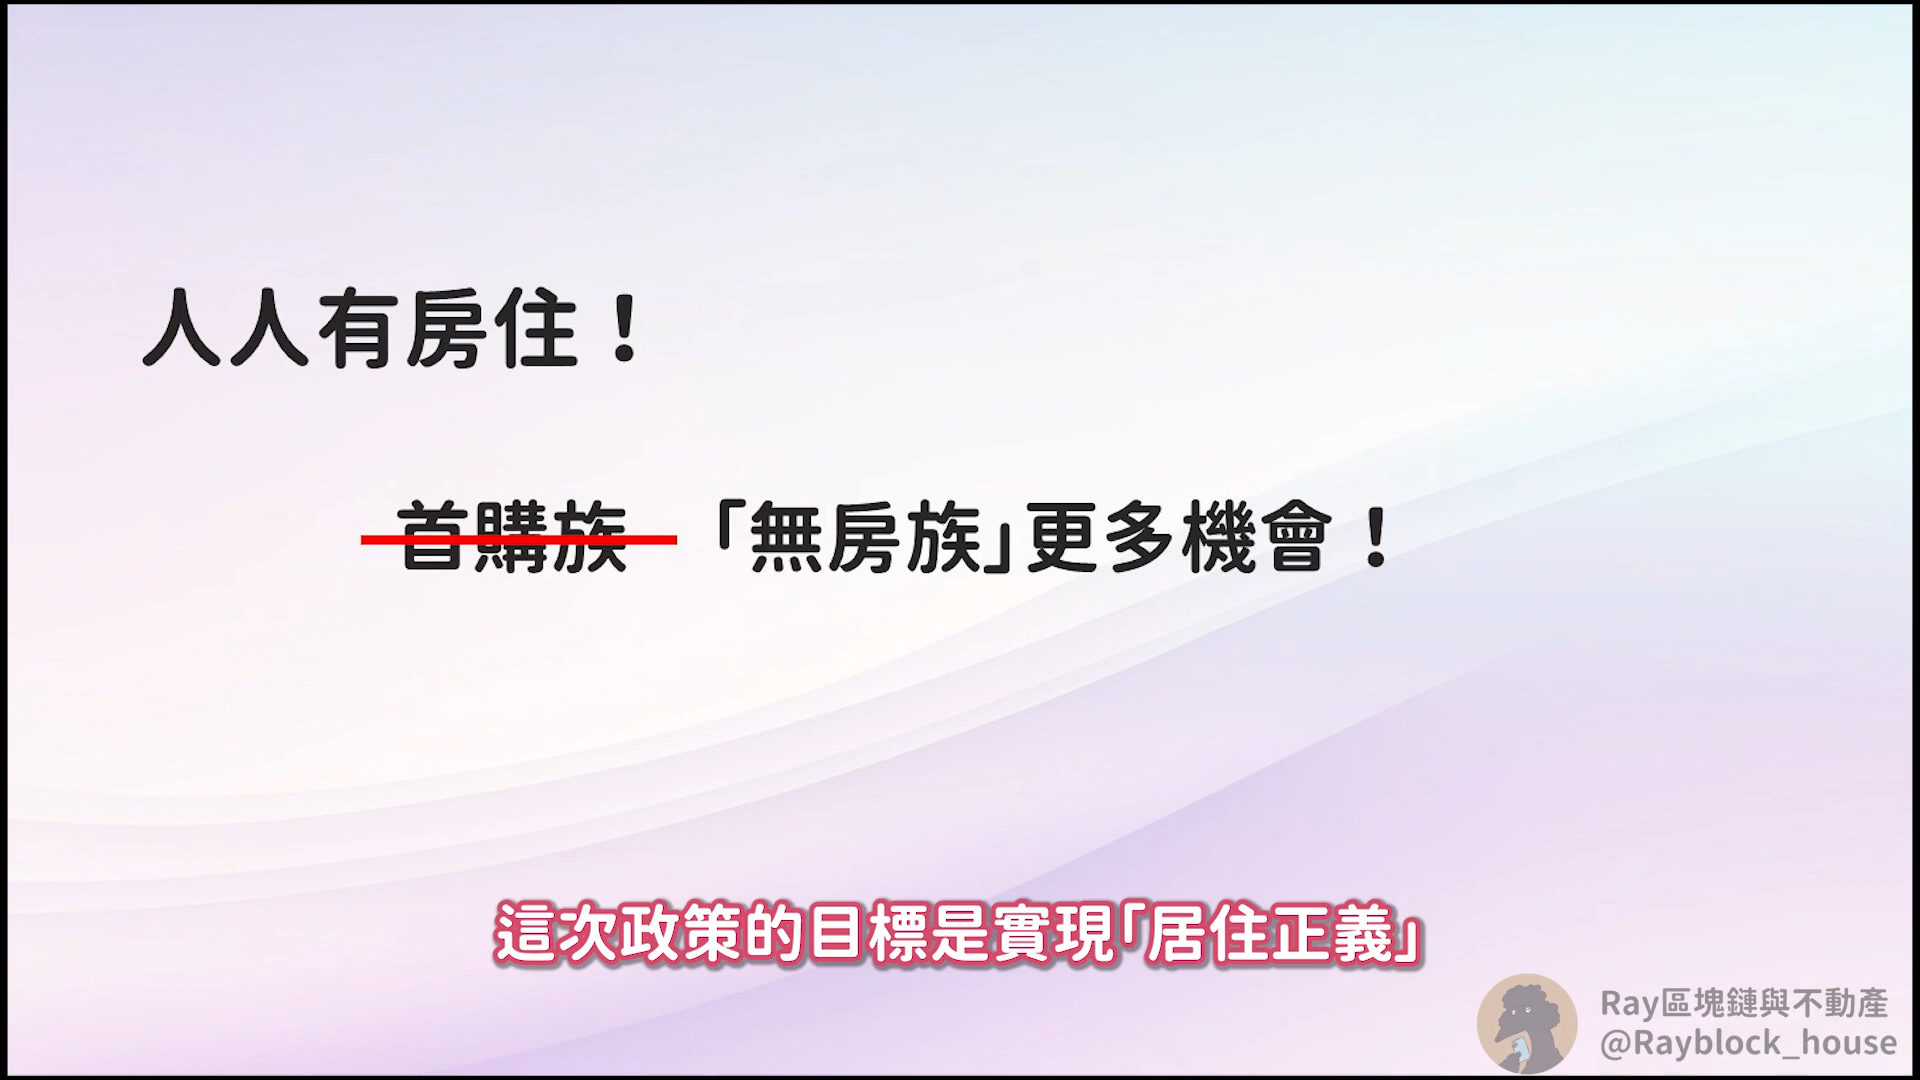 人人有房住！
首購族 「無房族」更多機會！
這次政策的目標是實現「居住正義」
Ray區塊鏈與不動產
@Rayblock_house